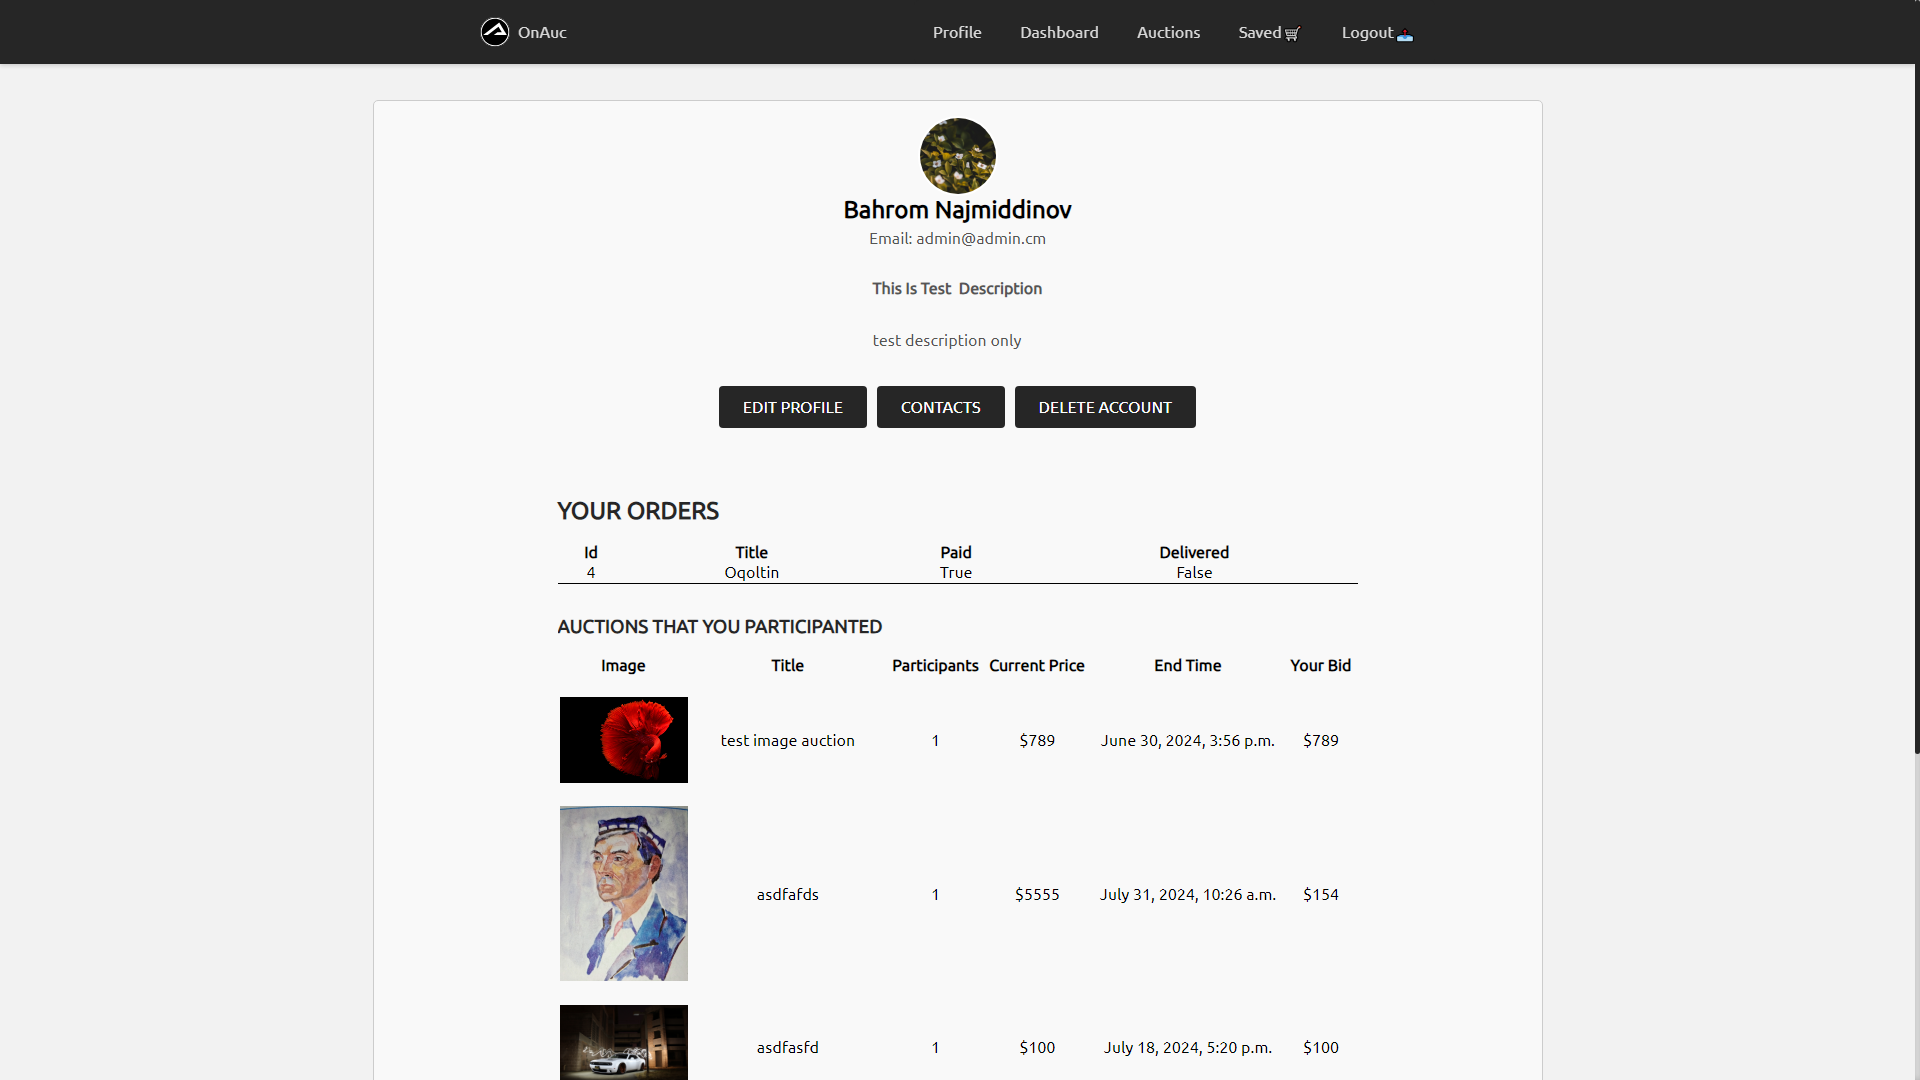 OnAuc Profile Dashboard Auctions Saved Logout
Bahrom Najmiddinov
Email: admin@admin.cm
This Is Test Description
test description only
EDIT PROFILE CONTACTS DELETE ACCOUNT
YOUR ORDERS
Id Title Paid Delivered
4 Oqoltin True False
AUCTIONS THAT YOU PARTICIPANTED
Image Title Participants Current Price End Time Your Bid
test image auction 1 $789 June 30, 2024, 3:56 p.m. $789
asdfafds 1 $5555 July 31, 2024, 10:26 a.m. $154
asdfasfd 1 $100 July 18, 2024, 5:20 p.m. $100